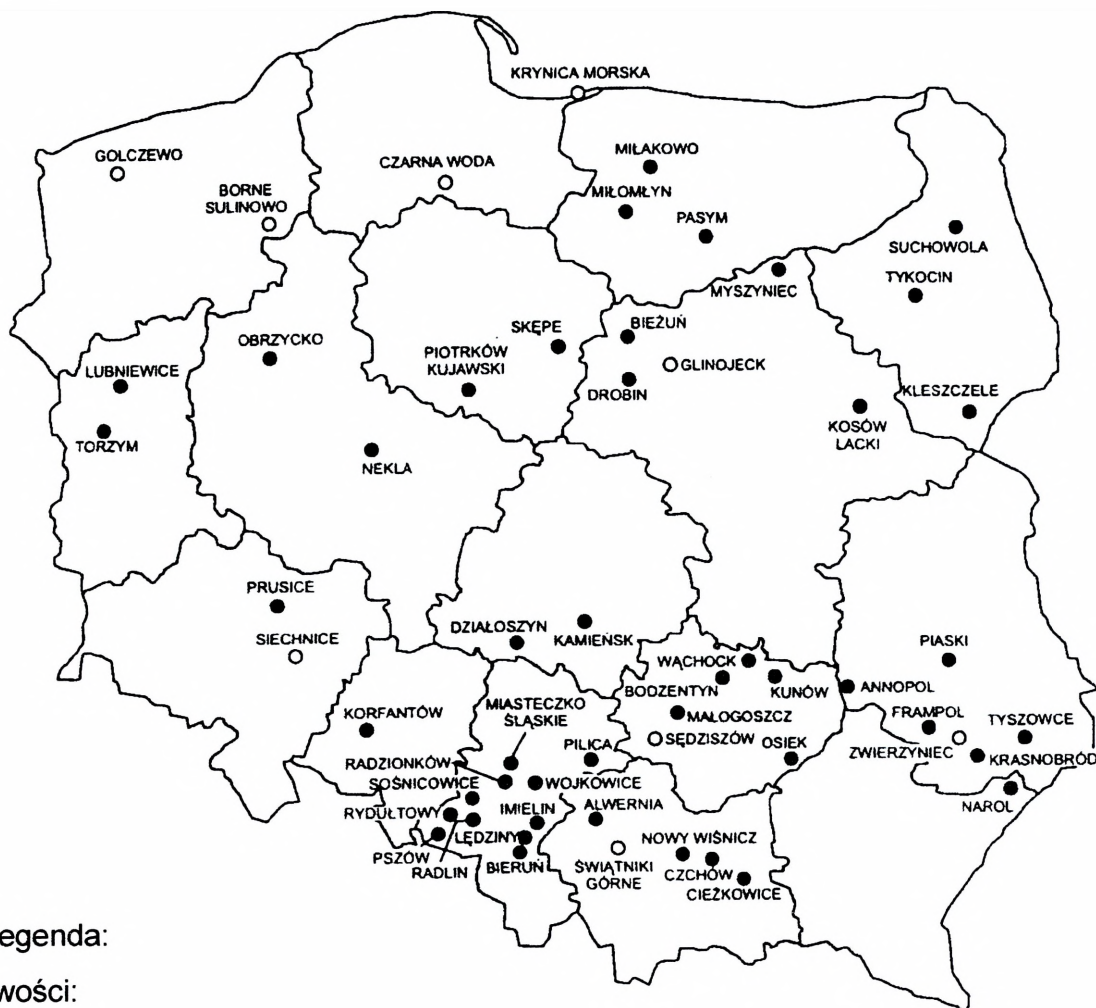 KRYNICA MORSKA
GOLCZEWO
CZARNA WODA
MIŁAKOWO
BORNE
SULINOWO
MIŁOMŁYN
PASYM
SUCHOWOLA
MYSZYNIEC
TYKOCIN
BIEŻUŃ
SKĘPE
OBRZYCKO
PIOTRKÓW
KUJAWSKI
GLINOJECK
LUBNIEWICE
DROBIN
KLESZCZELE
KOSÓW
LACKI
TORZYM
NEKLA
PRUSICE
SIECHNICE
DZIAŁOSZYN
KAMIEŃSK
WĄCHOCK
PIASKI
BODZENTYN
KUNÓW
ANNOPOL
MIASTECZKO
ŚLĄSKIE
KORFANTÓW
MAŁOGOSZCZ
FRAMPOL
TYSZOWCE
SĘDZISZÓW
PILICA
OSIEK
ZWIERZYNIEC
KRASNOBRÓD
RADZIONKÓW
SOŚNICOWICE
WOJKOWICE
NAROL
RYDUŁTOWY
IMIELIN
ALWERNIA
LĘDZINY
NOWY WIŚNICZ
PSZÓW
RADLIN
BIERUŃ
ŚWIĄTNIKI
GÓRNE
CZCHÓW
CIĘŻKOWICE
egenda:
wości: